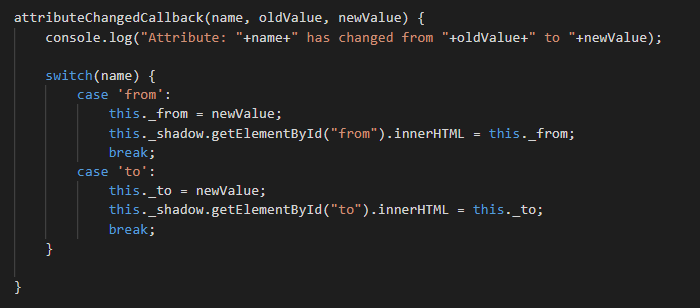 attributeChangedCallback(name, oldValue, newValue) {
    console.log("Attribute: "+name+" has changed from "+oldValue+" to "+newValue);

    switch(name) {
        case 'from':
            this._from = newValue;
            this._shadow.getElementById("from").innerHTML = this._from;
            break;
        case 'to':
            this._to = newValue;
            this._shadow.getElementById("to").innerHTML = this._to;
            break;
    }

}